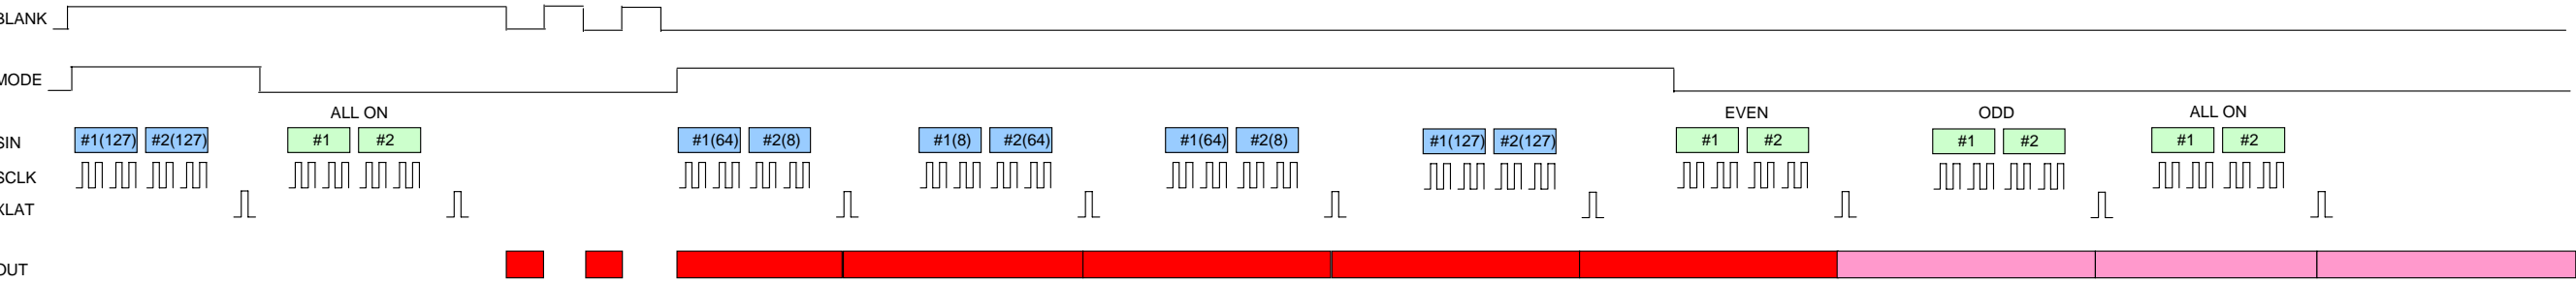 BLANK
MODE
ALL ON EVEN ODD ALL ON
SIN #1(127) #2(127) #1 #2 #1(64) #2(8) #1(8) #2(64) #1(64) #2(8) #1(127) #2(127) #1 #2 #1 #2 #1 #2
SCLK
XLAT
OUT